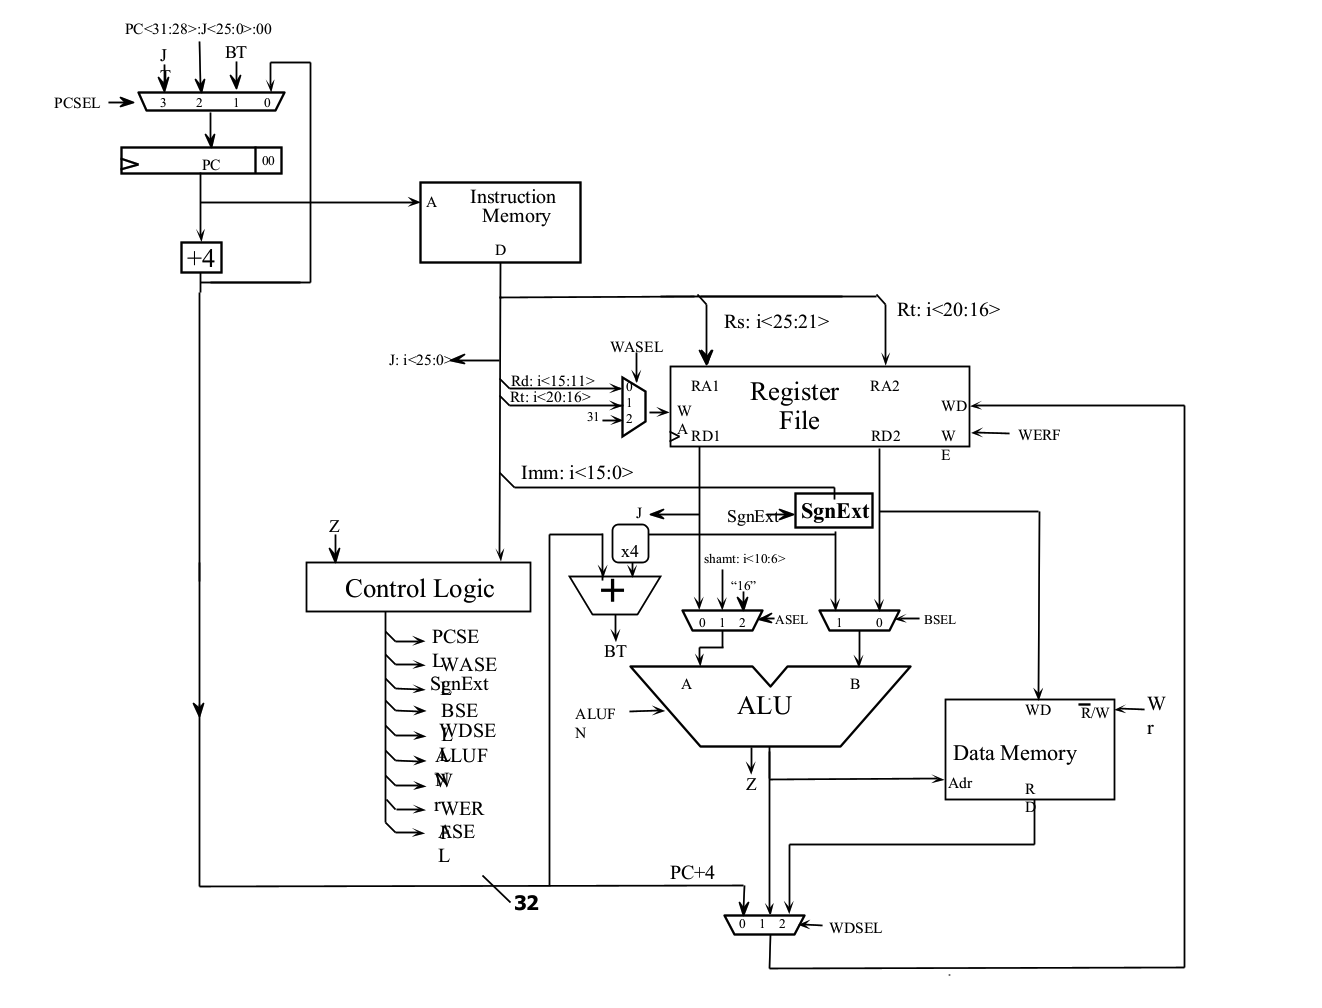 PC<31:28>:J<25:0>:00
J
T
BT
PCSEL
3 2 1 0
PC
00
A
Instruction
Memory
D
+4
Rs: i<25:21>
Rt: i<20:16>
J: i<25:0>
WASEL
Rd: i<15:11>
Rt: i<20:16>
31
0
1
2
RA1
Register
File
RA2
W
A
WD
RD1
RD2
W
E
WERF
Imm: i<15:0>
J
SgnExt
SgnExt
Z
x4
shamt: i<10:6>
“16”
Control Logic
+
0 1 2
ASEL
1 0
BSEL
BT
PCSE
L
WASE
L
SgnExt
BSE
L
WDSE
L
ALUF
N
W
r
WER
F
ASE
L
A
B
ALU
ALUF
N
Z
WD
R/W
W
r
Data Memory
Adr
R
D
PC+4
32
0 1 2
WDSEL